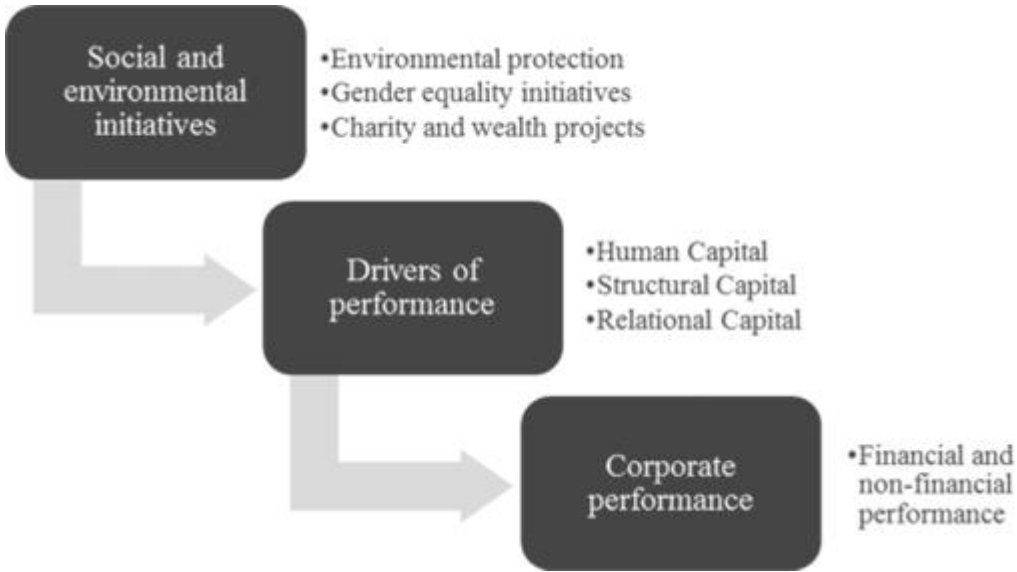 Social and
environmental
initiatives
•Environmental protection
•Gender equality initiatives
•Charity and wealth projects
Drivers of
performance
•Human Capital
•Structural Capital
•Relational Capital
Corporate
performance
•Financial and
non-financial
performance